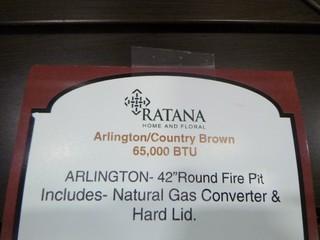 RATANA
HOME AND FLORAL
Arlington/Country Brown
65,000 BTU
ARLINGTON- 42"Round Fire Pit
Includes- Natural Gas Converter &
Hard Lid.